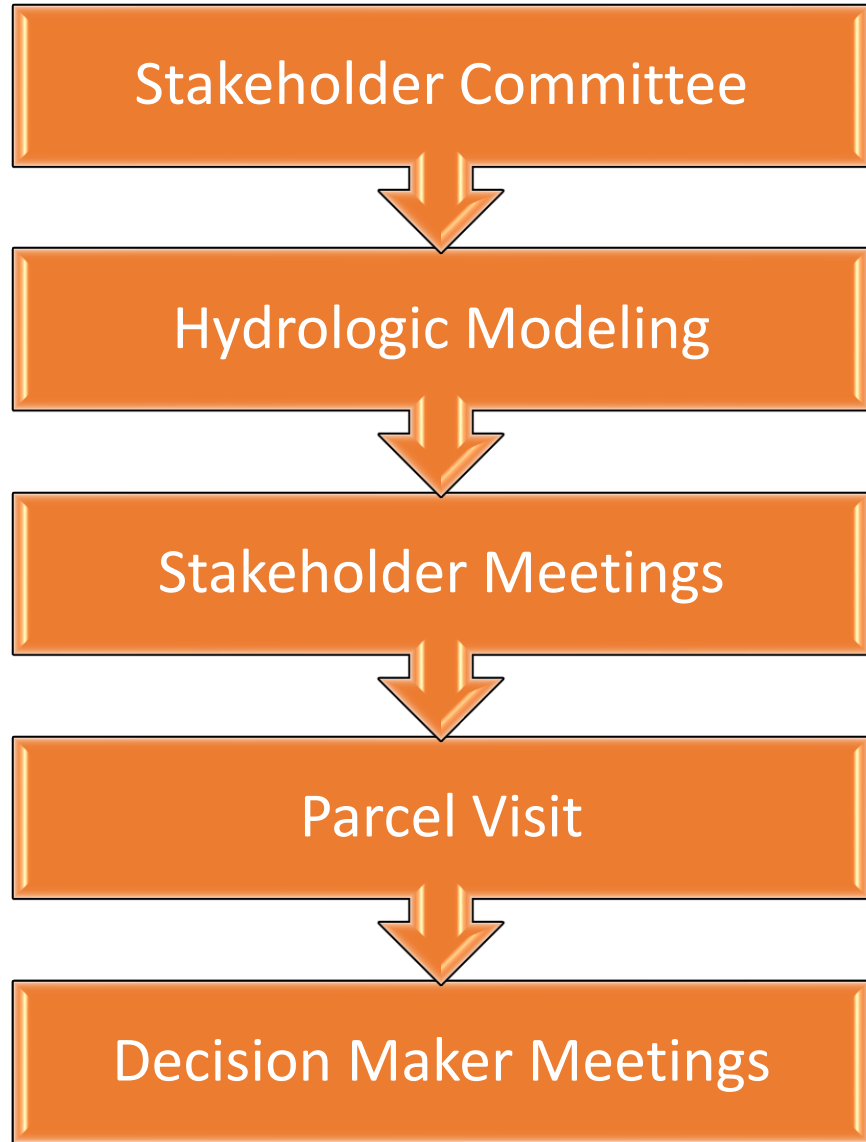 Stakeholder Committee
Hydrologic Modeling
Stakeholder Meetings
Parcel Visit
Decision Maker Meetings